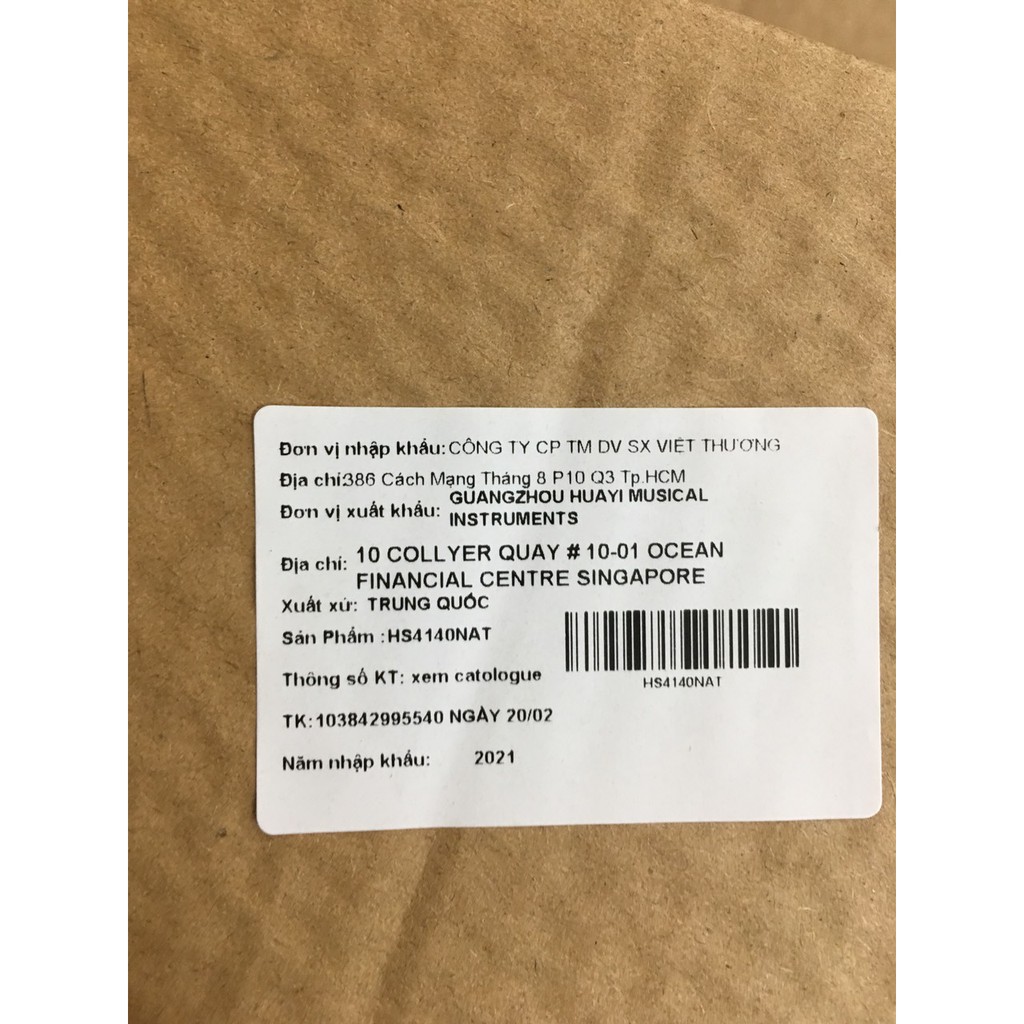 Đơn vị nhập khẩu:CÔNG TY CP TM DV SX VIỆT THƯƠNG
Địa chỉ:386 Cách Mạng Tháng 8 P10 Q3 Tp.HCM
Đơn vị xuất khẩu: GUANGZHOU HUAYI MUSICAL
INSTRUMENTS
Địa chỉ: 10 COLLYER QUAY # 10-01 OCEAN
FINANCIAL CENTRE SINGAPORE
Xuất xứ: TRUNG QUỐC
Sản Phẩm :HS4140NAT
HS4140NAT
Thông số KT: xem catologue
TK:103842995540 NGÀY 20/02
Năm nhập khẩu: 2021